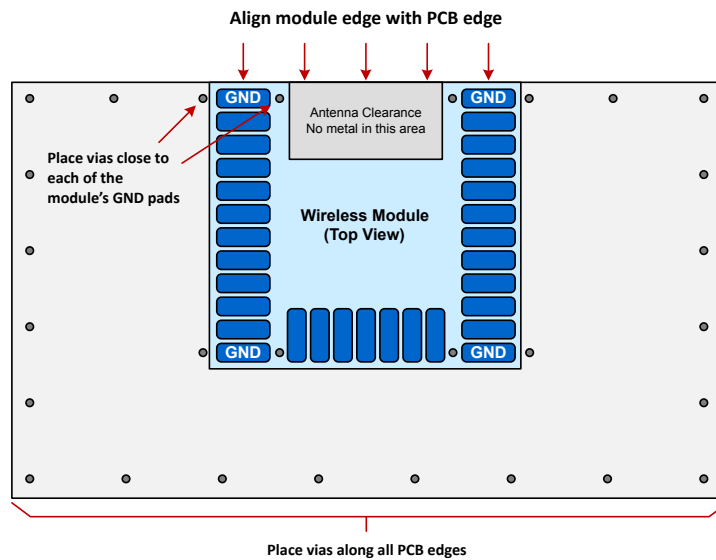 Align module edge with PCB edge
GND
GND
Antenna Clearance
No metal in this area
Place vias close to
each of the
module's GND pads
Wireless Module
(Top View)
GND
GND
Place vias along all PCB edges